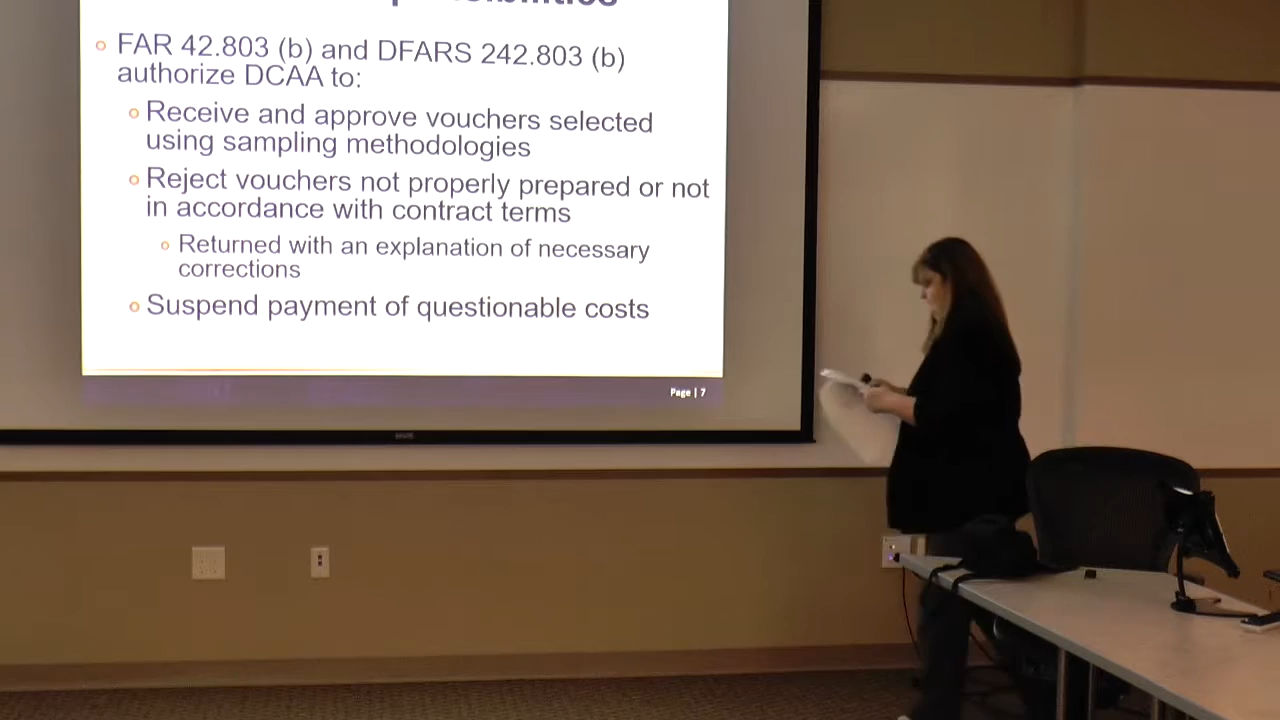 FAR 42.803 (b) and DFARS 242.803 (b)
authorize DCAA to:
Receive and approve vouchers selected
using sampling methodologies
Reject vouchers not properly prepared or not
in accordance with contract terms
Returned with an explanation of necessary
corrections
Suspend payment of questionable costs
Page | 7